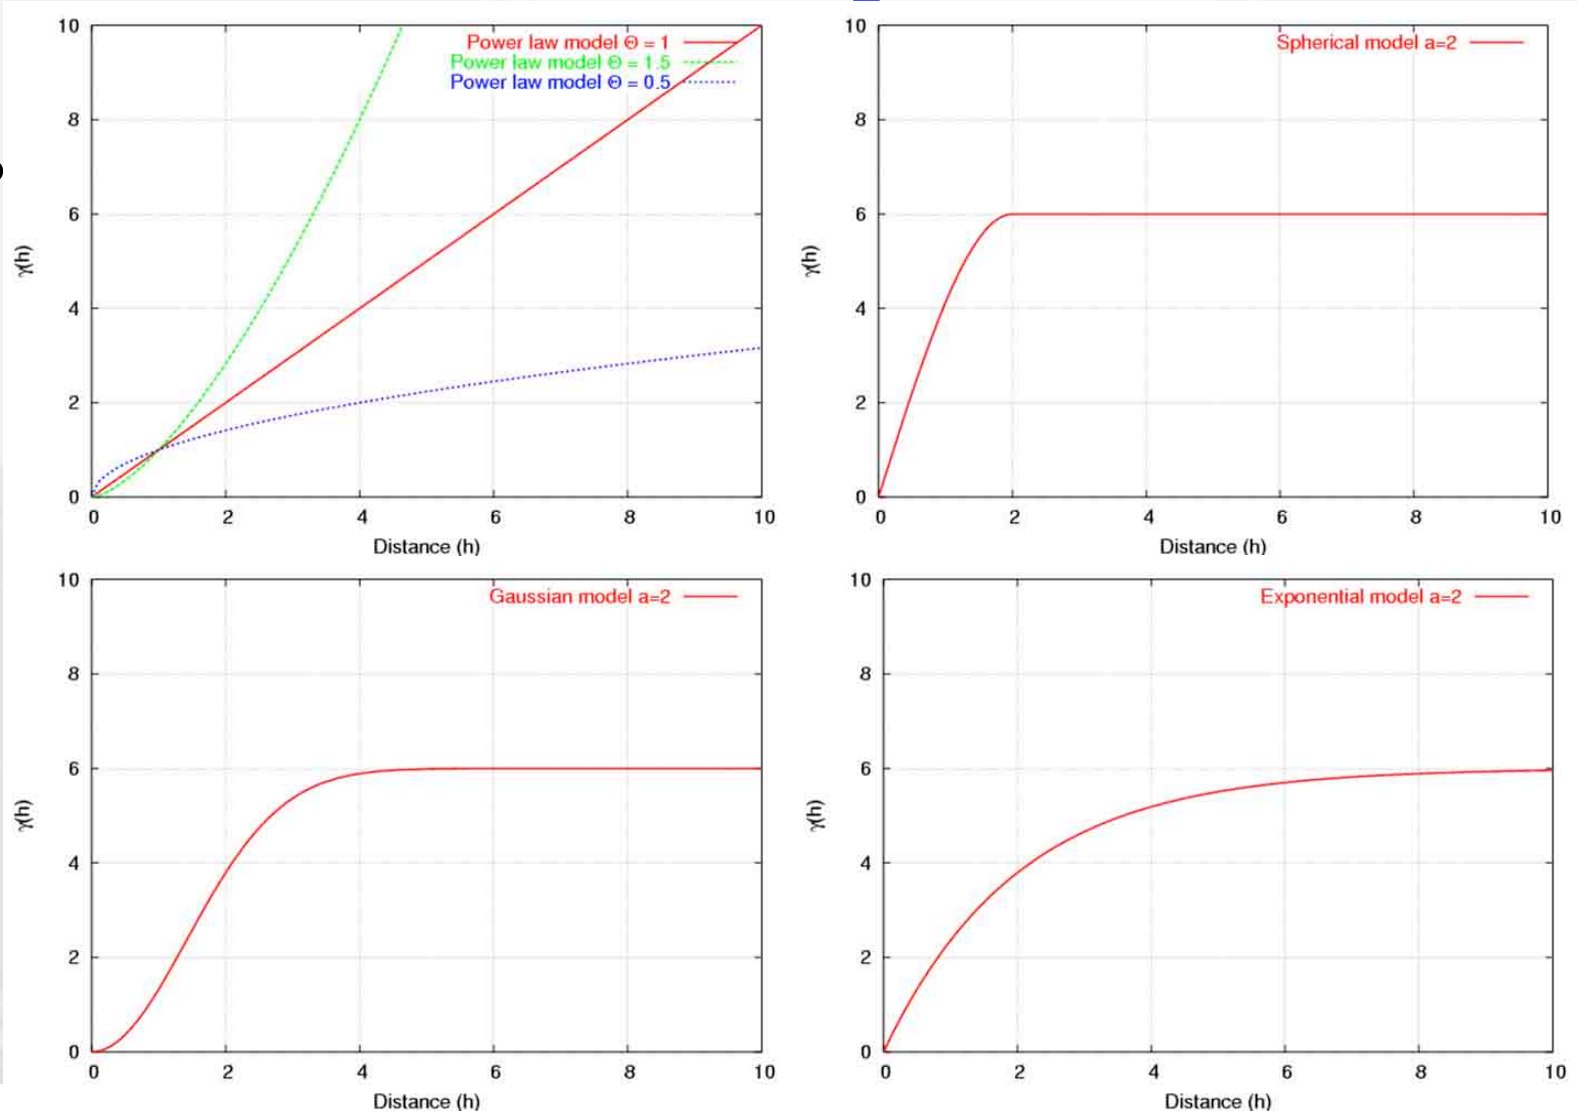 10
8
6
4
2
0
γ(h)
Power law model Θ = 1
Power law model Θ = 1.5
Power law model Θ = 0.5
0 2 4 6 8 10
Distance (h)
10
8
6
4
2
0
γ(h)
Spherical model a=2
0 2 4 6 8 10
Distance (h)
10
8
6
4
2
0
γ(h)
Gaussian model a=2
0 2 4 6 8 10
Distance (h)
10
8
6
4
2
0
γ(h)
Exponential model a=2
0 2 4 6 8 10
Distance (h)